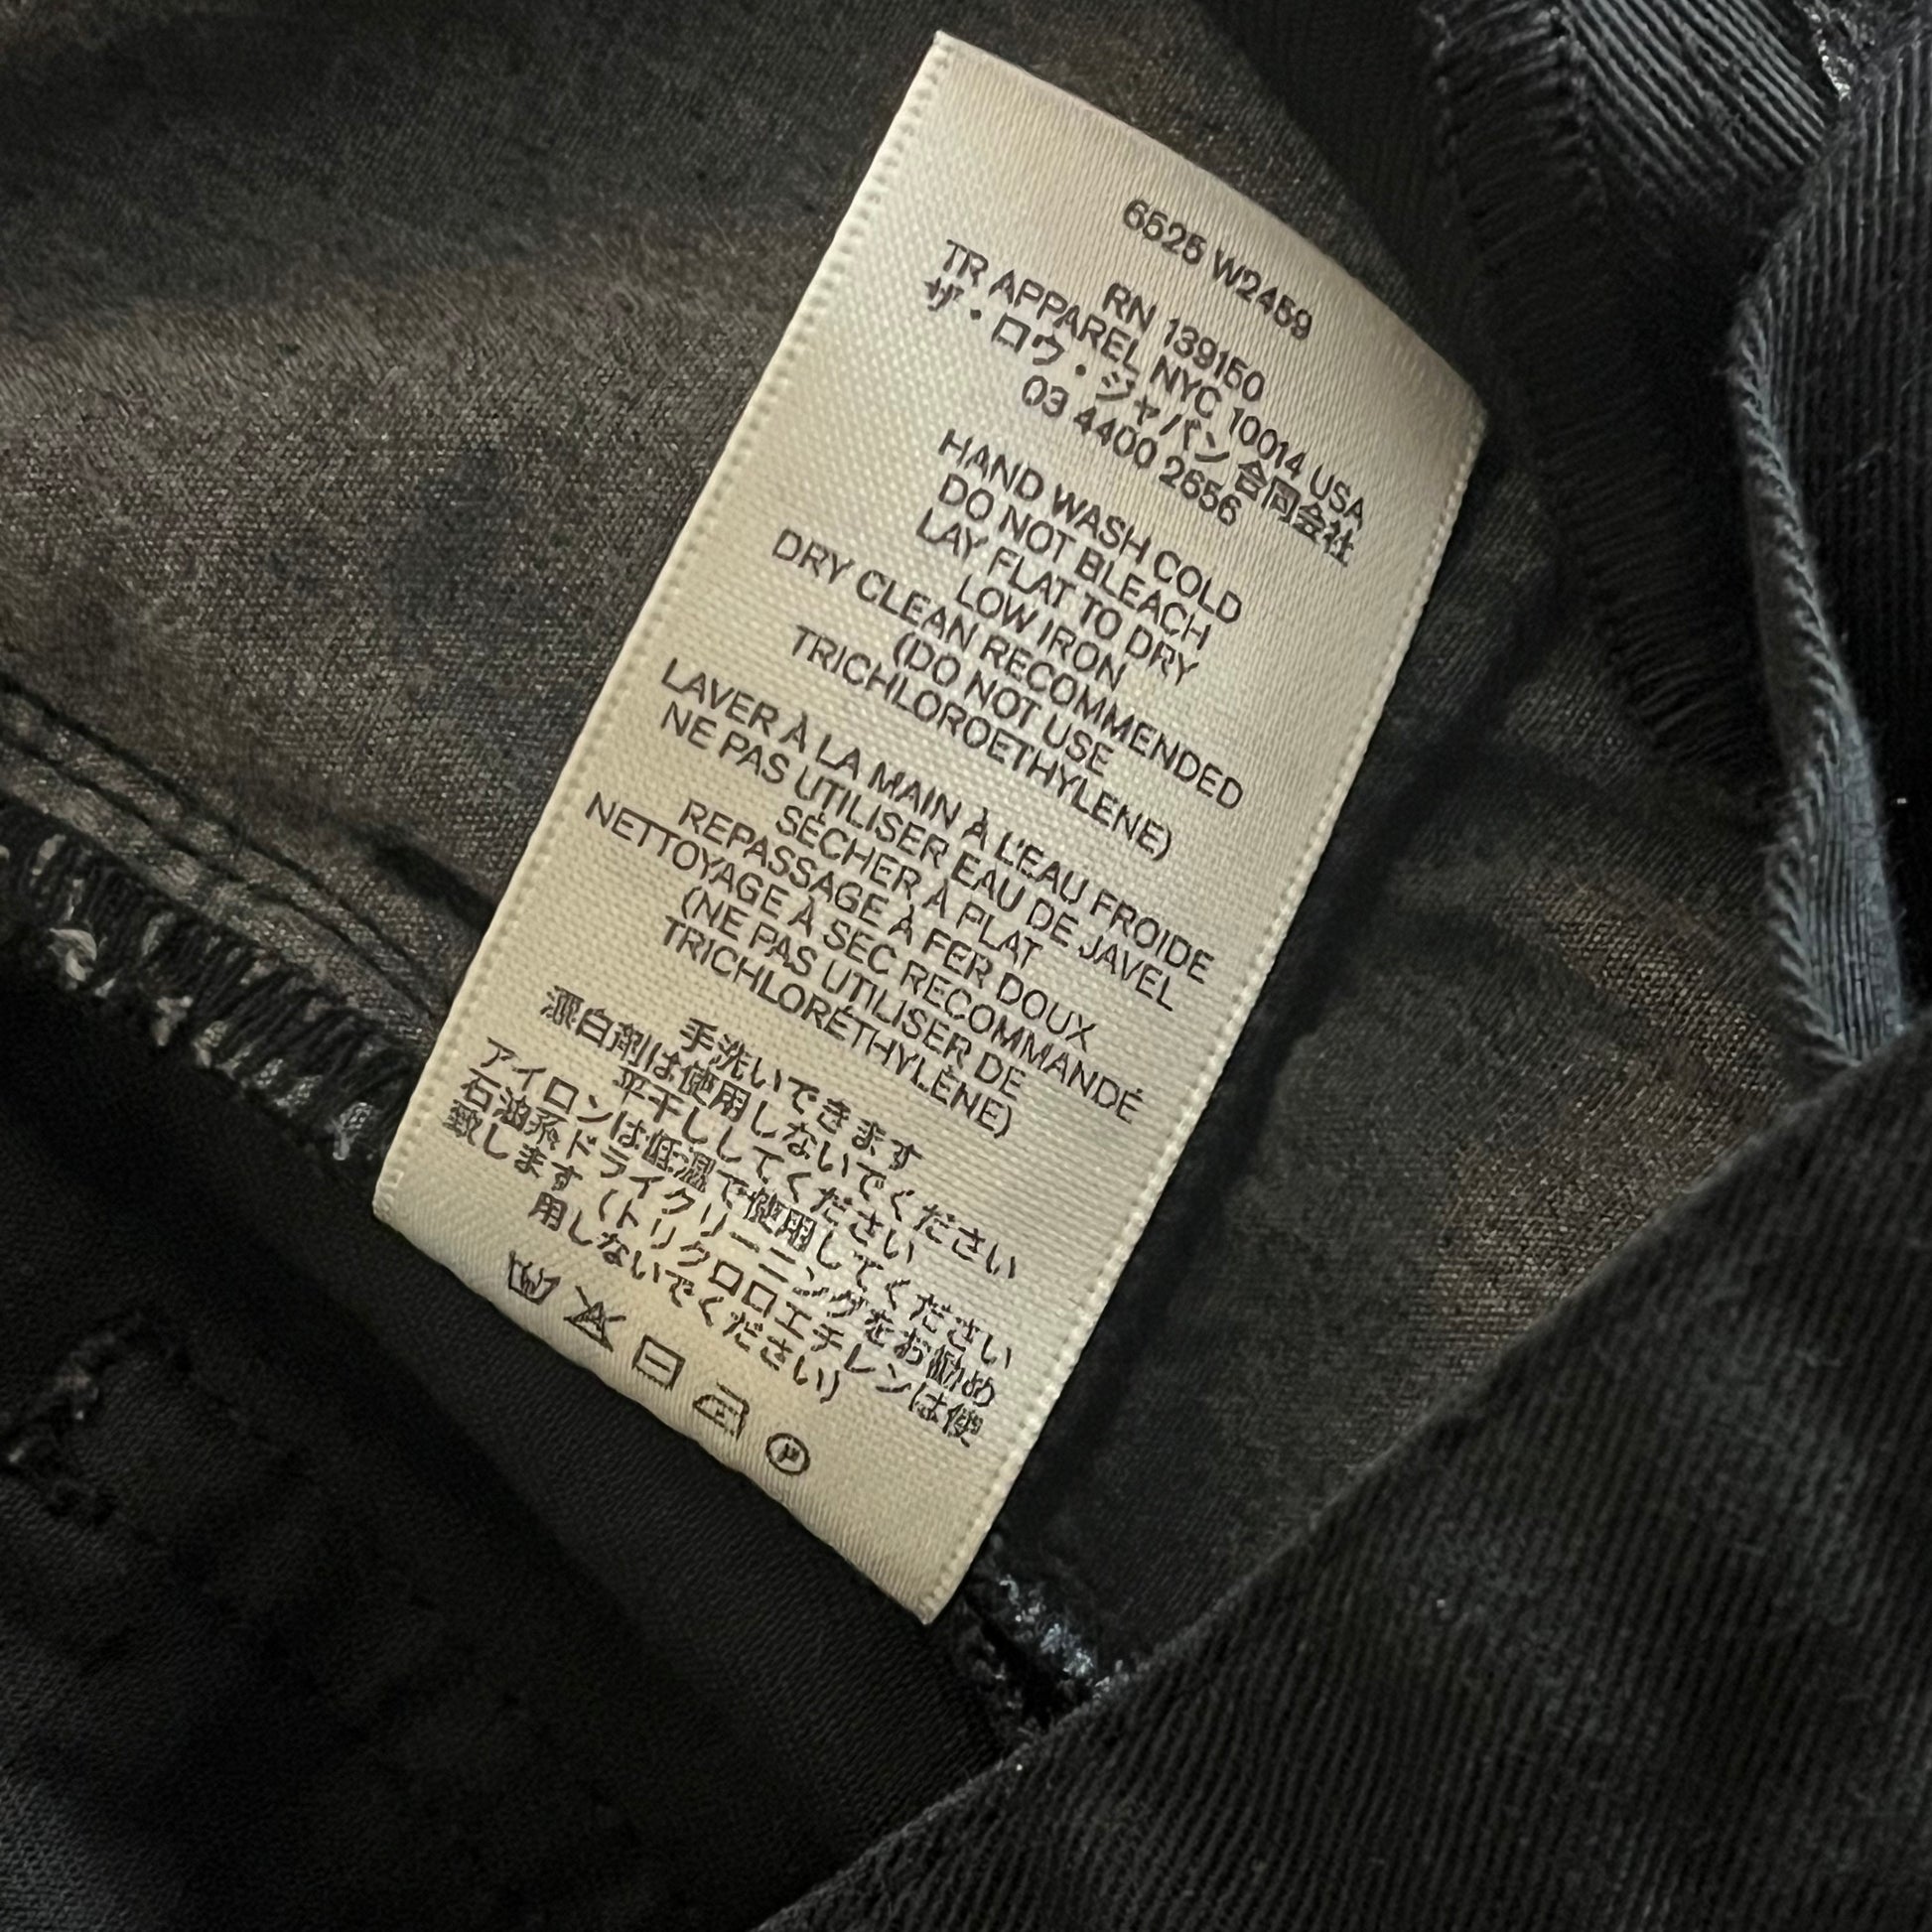 6525 W2459
RN 139160
TR APPAREL NYC 10014 USA
ザ・ロウ・ジャパン 合同会社
03 4400 2656
HAND WASH COLD
DO NOT BLEACH
LAY FLAT TO DRY
LOW IRON
DRY CLEAN RECOMMENDED
(DO NOT USE
TRICHLOROETHYLENE)
LAVER À LA MAIN À L'EAU FROIDE
NE PAS UTILISER EAU DE JAVEL
SÉCHER À PLAT
REPASSAGE À FER DOUX
NETTOYAGE À SEC RECOMMANDÉ
(NE PAS UTILISER DE
TRICHLORÉTHYLÈNE)
手洗いできます
漂白剤は使用しないでください
平干ししてください
アイロンは低温で使用してください
石油系ドライクリーニングをお勧め
致します (トリクロロエチレンは使
用しないでください)
P